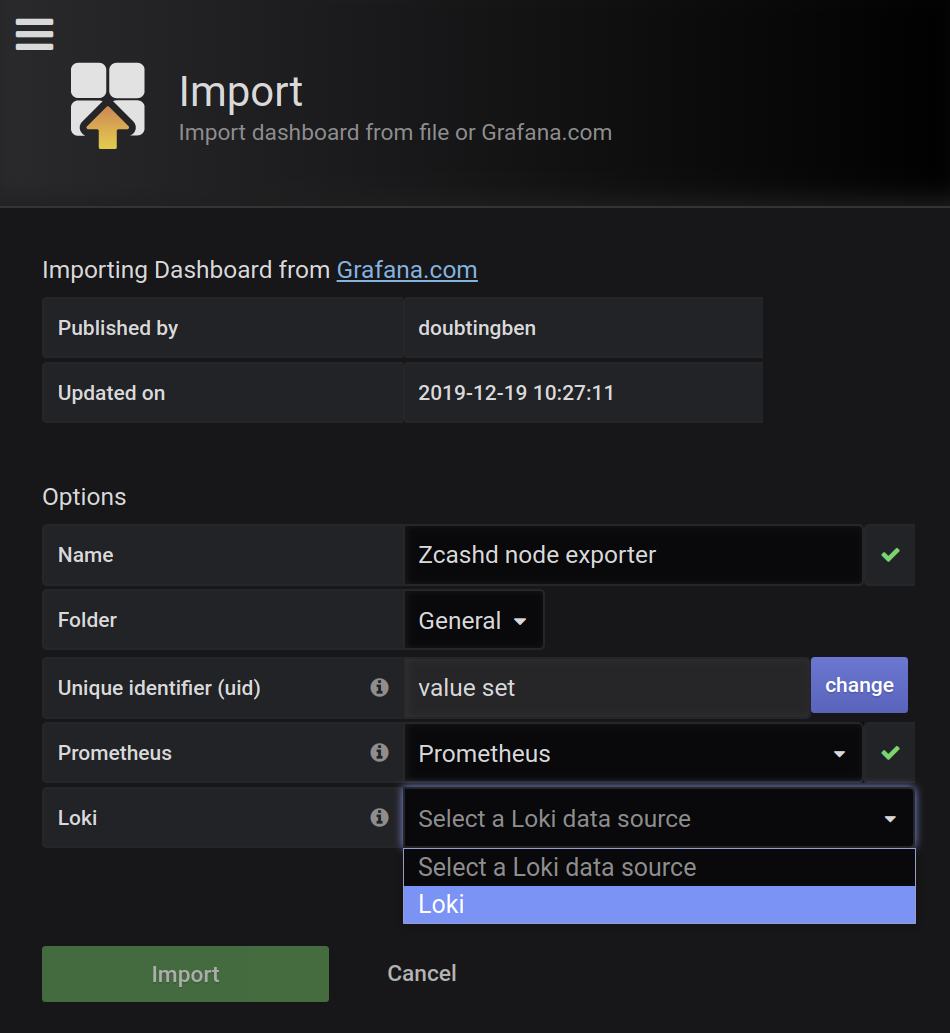 Import
Import dashboard from file or Grafana.com
Importing Dashboard from Grafana.com
Published by doubtingben
Updated on 2019-12-19 10:27:11
Options
Name Zcashd node exporter
Folder General
Unique identifier (uid) value set change
Prometheus Prometheus
Loki Select a Loki data source
Select a Loki data source
Loki
Import Cancel